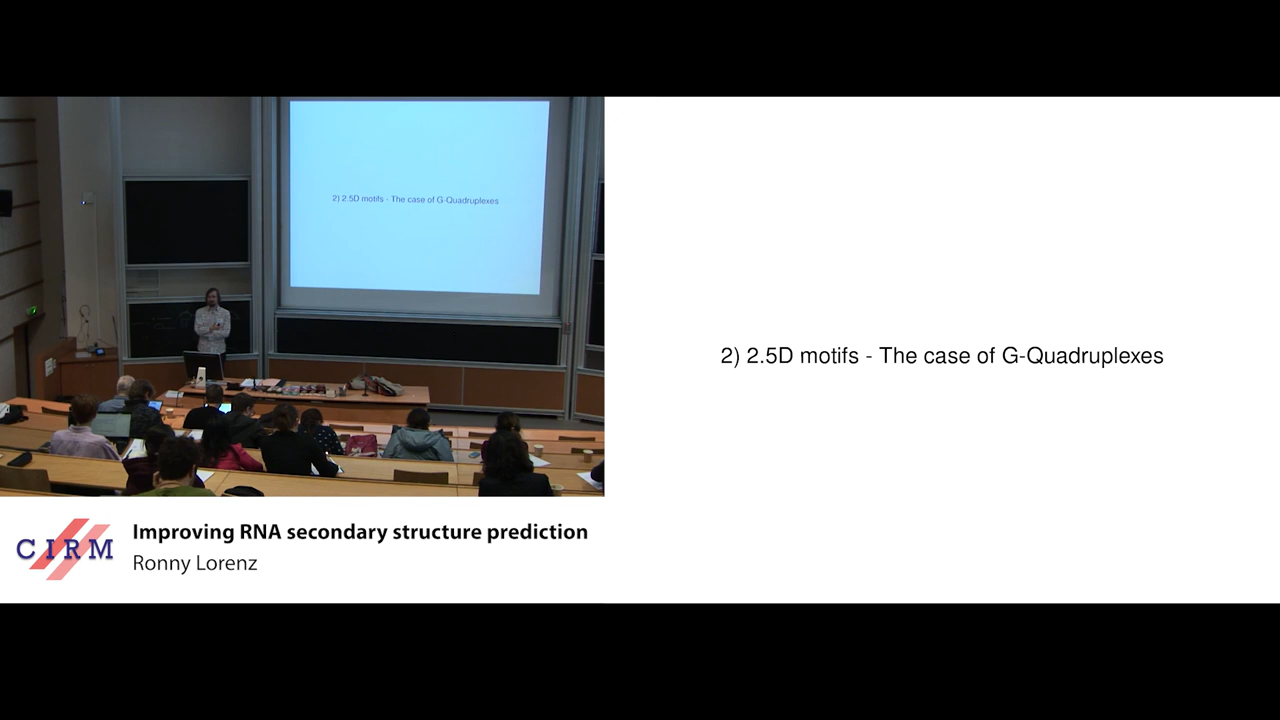 2) 2.5D motifs - The case of G-Quadruplexes
2) 2.5D motifs - The case of G-Quadruplexes
CIRM
Improving RNA secondary structure prediction
Ronny Lorenz